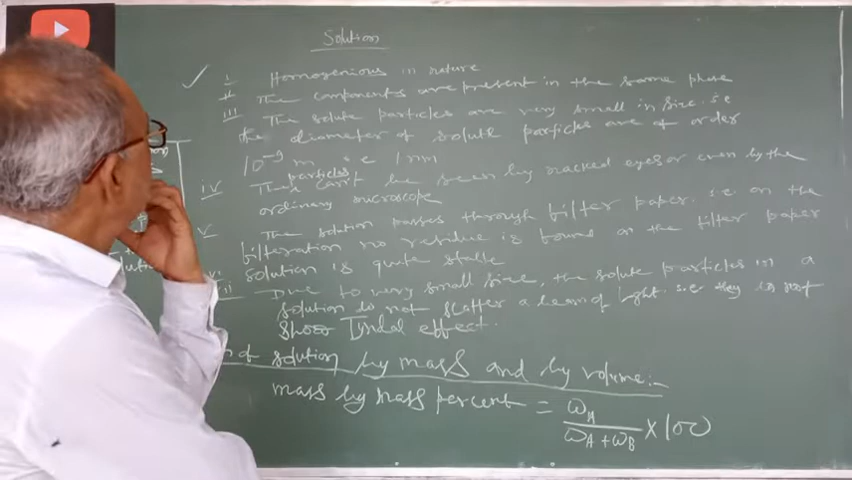 Solution
i Homogenious in nature
ii The components are present in the same phase
iii The solute particles are very small in size. i.e
the diameter of solute particles are of order
10⁻⁹ m i.e 1nm
iv These particles can't be seen by nacked eyes or even by the
ordinary microscope
v The solution passes through filter paper. i.e. on the
filteration no residue is found on the filter paper
vi solution is quite stable
vii Due to very small size, the solute particles in a
solution do not scatter a beam of light. i.e they do not
show Tyndal effect.
of solution by mass and by volume:-
mass by mass percent = W_A / (W_A + W_B) × 100